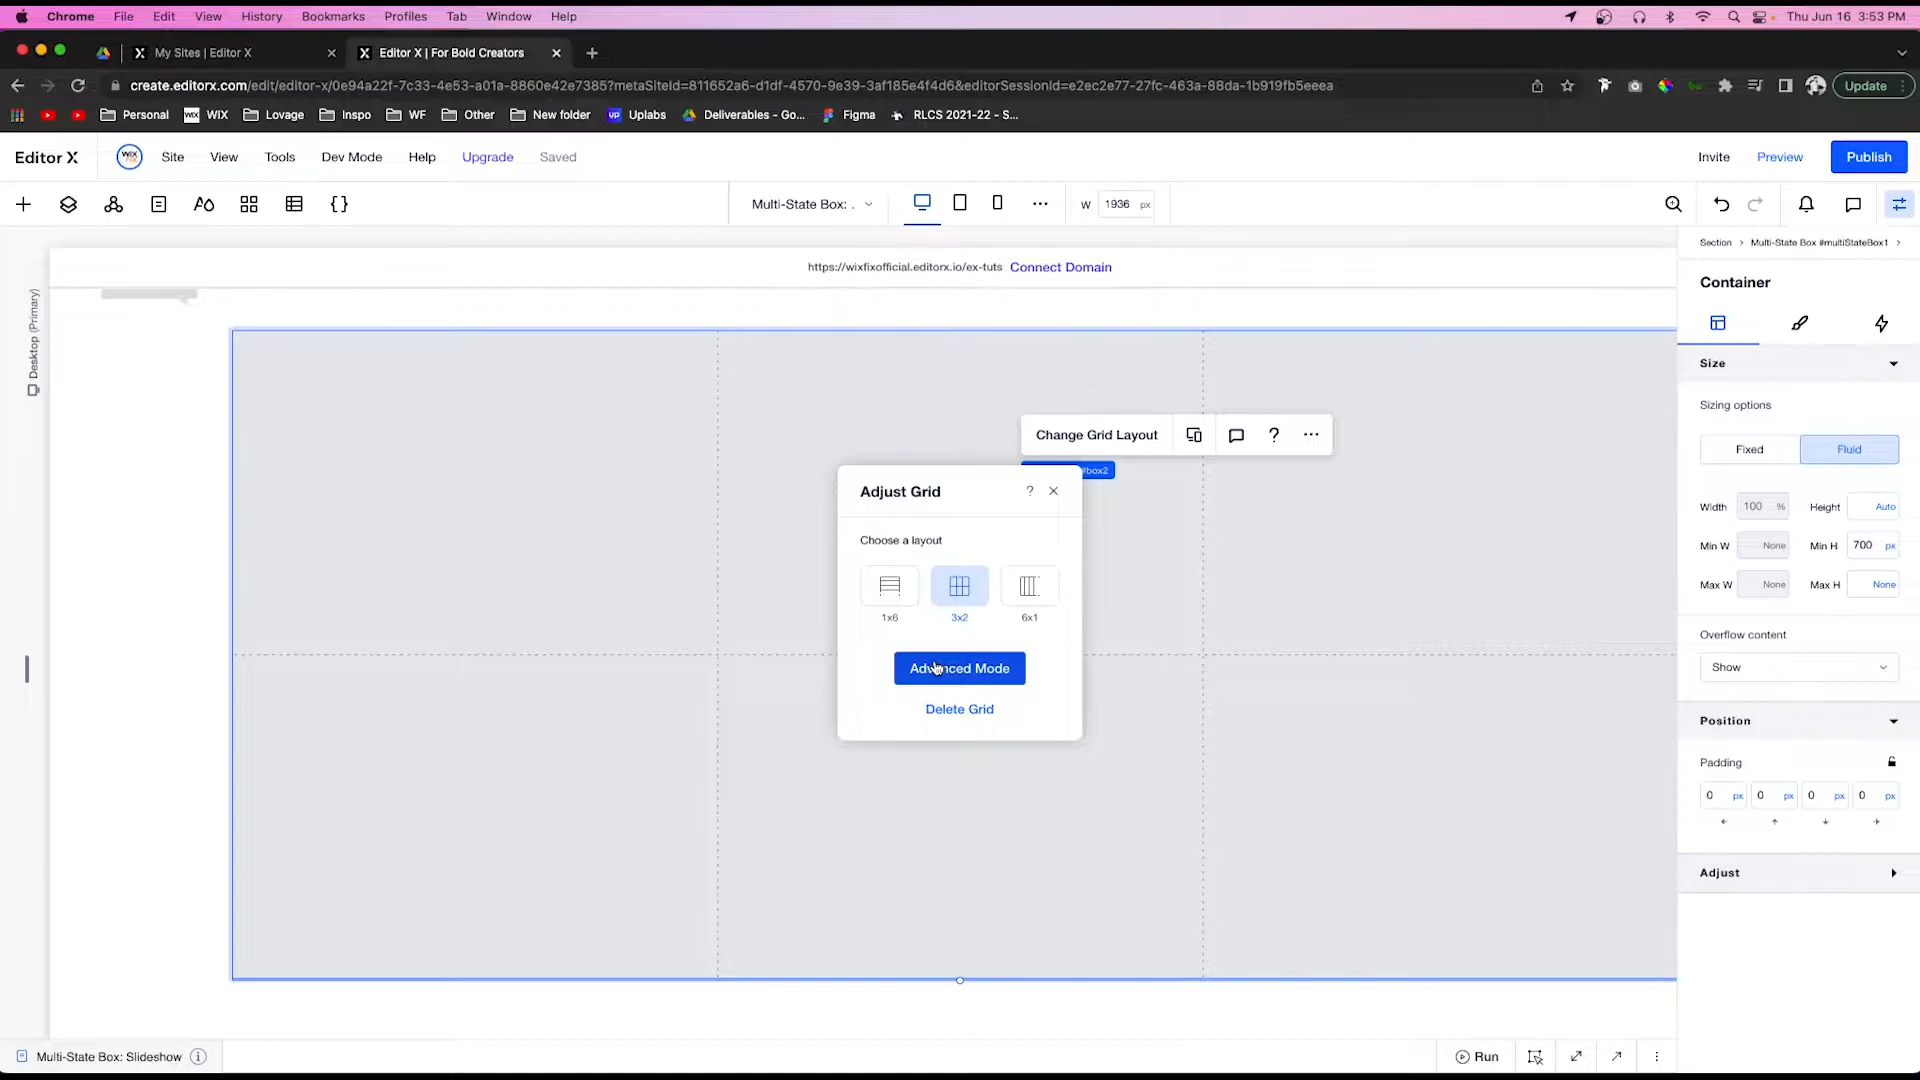 Chrome File Edit View History Bookmarks Profiles Tab Window Help Thu Jun 16 3:53 PM
My Sites | Editor X Editor X | For Bold Creators
create.editorx.com/edit/editor-x/0e94a22f-7c33-4e53-a01a-8860e42e7385?metaSiteId=811652a6-d1df-4570-9e39-3af185e4f4d6&editorSessionId=e2ec2e77-27fc-463a-88da-1b919fb5eeea Update
Personal WIX Lovage Inspo WF Other New folder Uplabs Deliverables - Go... Figma RLCS 2021-22 - S...
Editor X Site View Tools Dev Mode Help Upgrade Saved Invite Preview Publish
Multi-State Box: . W 1936 px
Section > Multi-State Box #multiStateBox1 >
https://wixfixofficial.editorx.io/ex-tuts Connect Domain
Desktop (Primary)
Container
Size
Sizing options
Fixed Fluid
Width 100 % Height Auto
Min W None Min H 700 px
Max W None Max H None
Overflow content
Show
Position
Padding
0 px 0 px 0 px 0 px
Adjust
Change Grid Layout ?
#box2
Adjust Grid ?
Choose a layout
1x6 3x2 6x1
Advanced Mode
Delete Grid
Multi-State Box: Slideshow Run